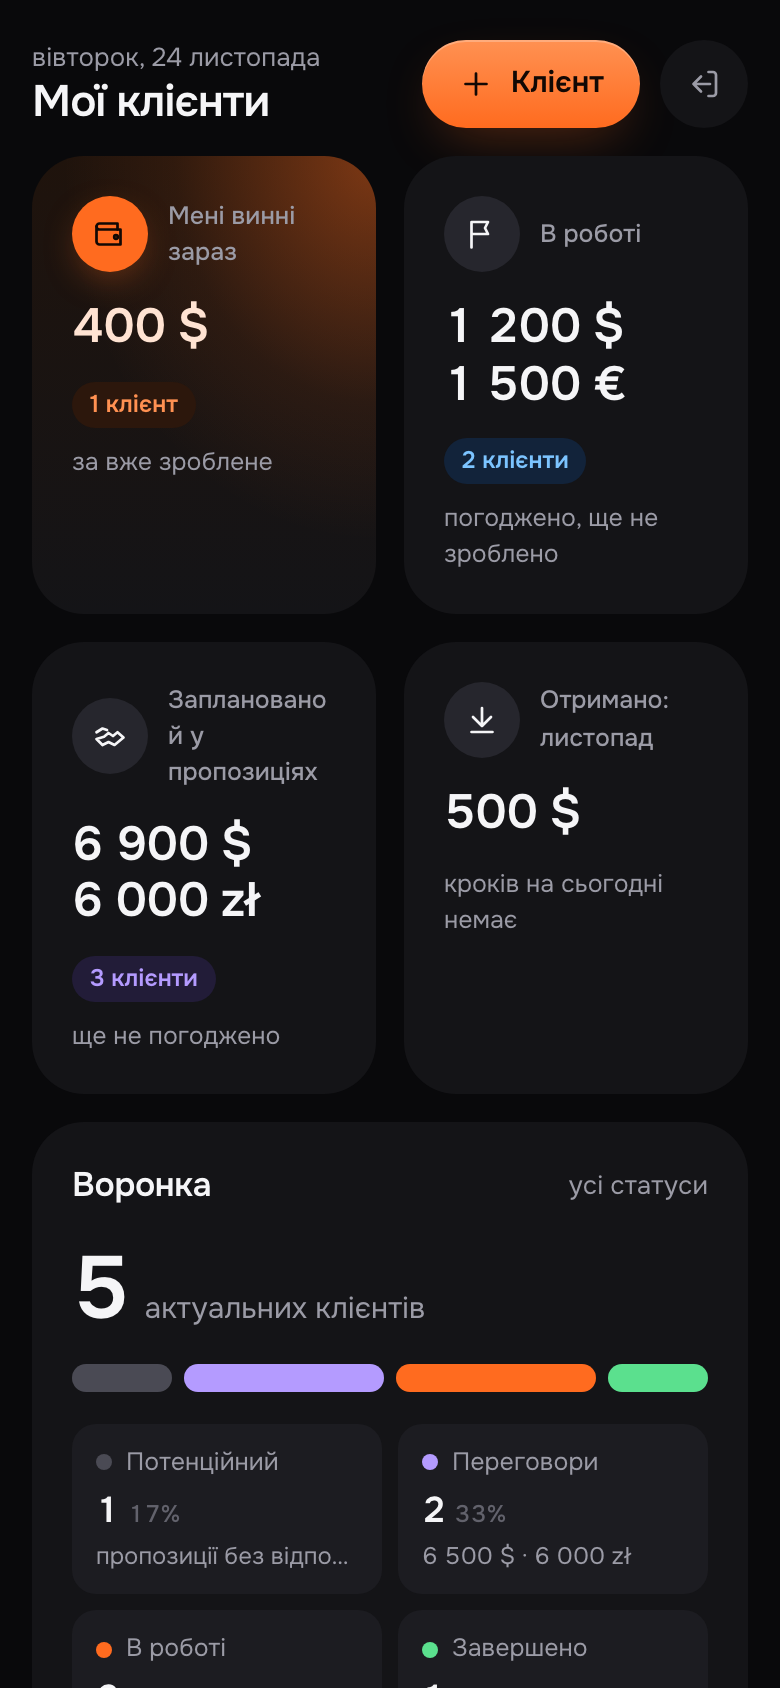 вівторок, 24 листопада
Мої клієнти
Клієнт
Мені винні
зараз
400 $
1 клієнт
за вже зроблене
В роботі
1 200 $
1 500 €
2 клієнти
погоджено, ще не
зроблено
Заплановано
й у
пропозиціях
6 900 $
6 000 zł
3 клієнти
ще не погоджено
Отримано:
листопад
500 $
кроків на сьогодні
немає
Воронка
усі статуси
5 актуальних клієнтів
Потенційний
1 17%
пропозиції без відпо...
Переговори
2 33%
6 500 $ · 6 000 zł
В роботі
Завершено